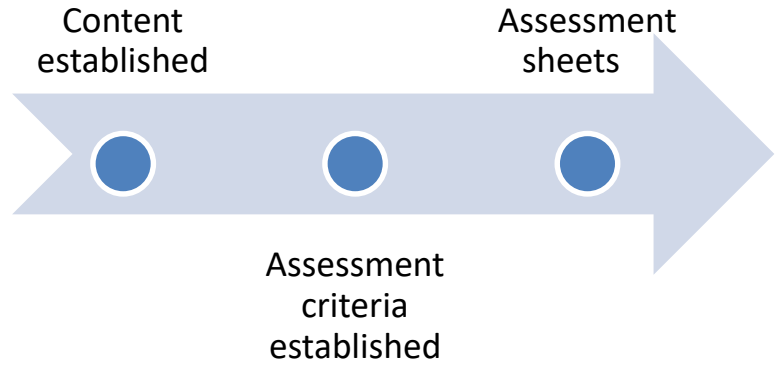 Content
established
Assessment
criteria
established
Assessment
sheets